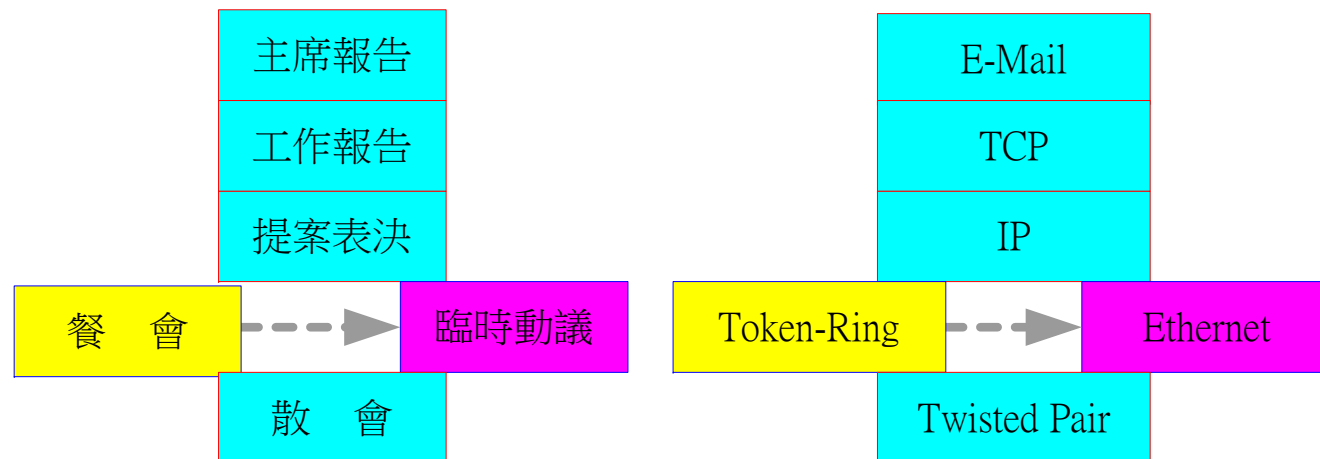 主席報告
工作報告
提案表決
餐 會
臨時動議
散 會
E-Mail
TCP
IP
Token-Ring
Ethernet
Twisted Pair